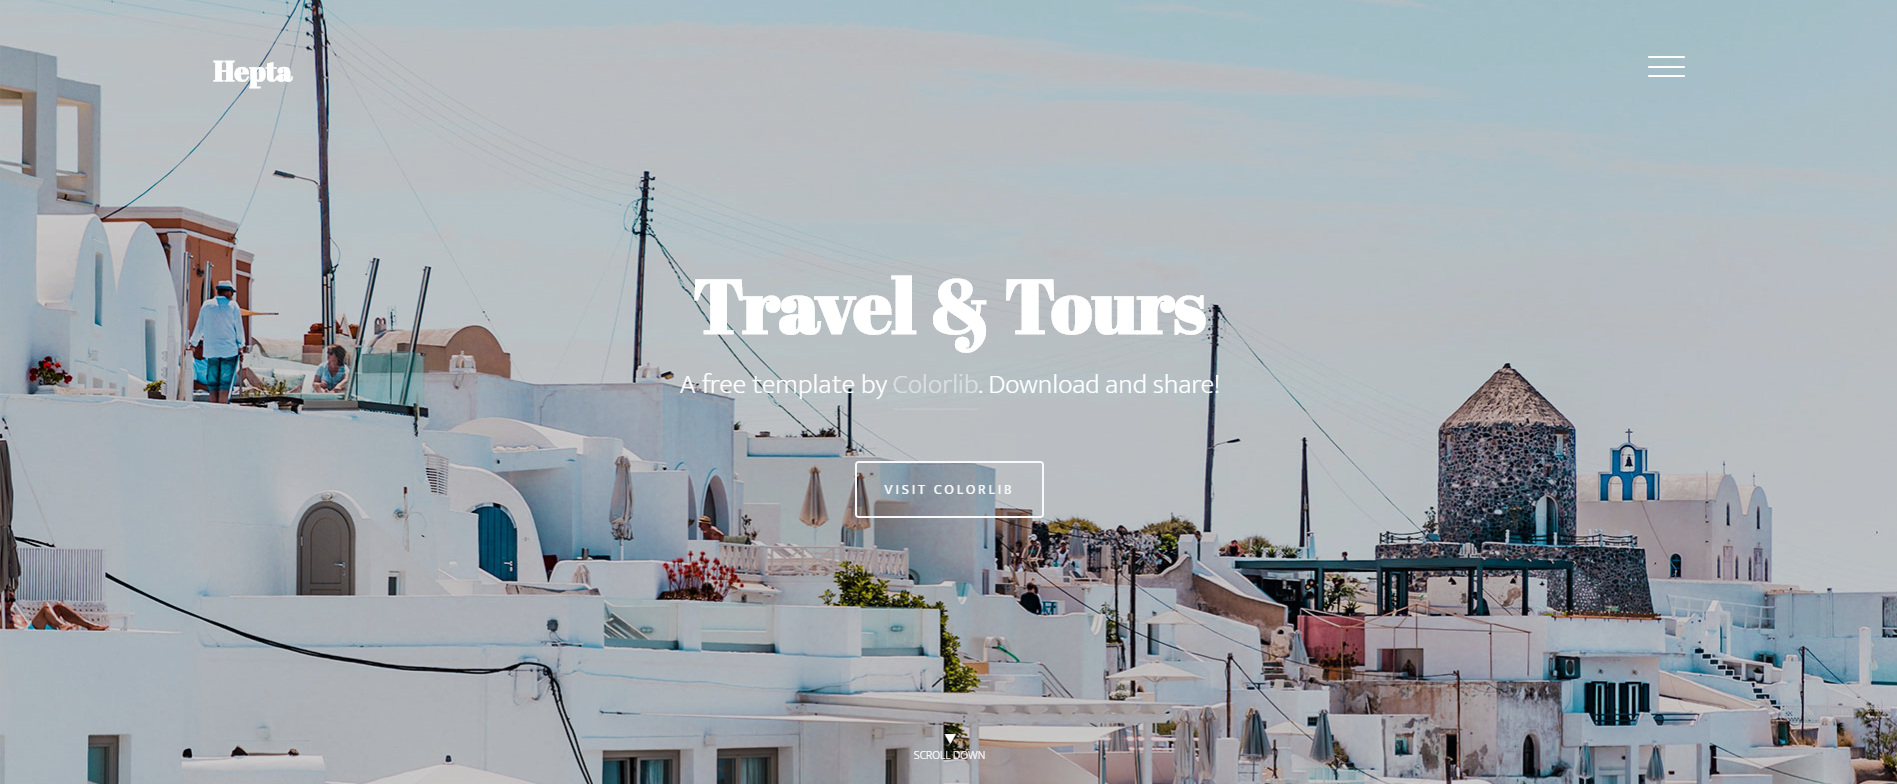 Hepta
Travel & Tours
A free template by Colorlib. Download and share!
VISIT COLORLIB
SCROLL DOWN